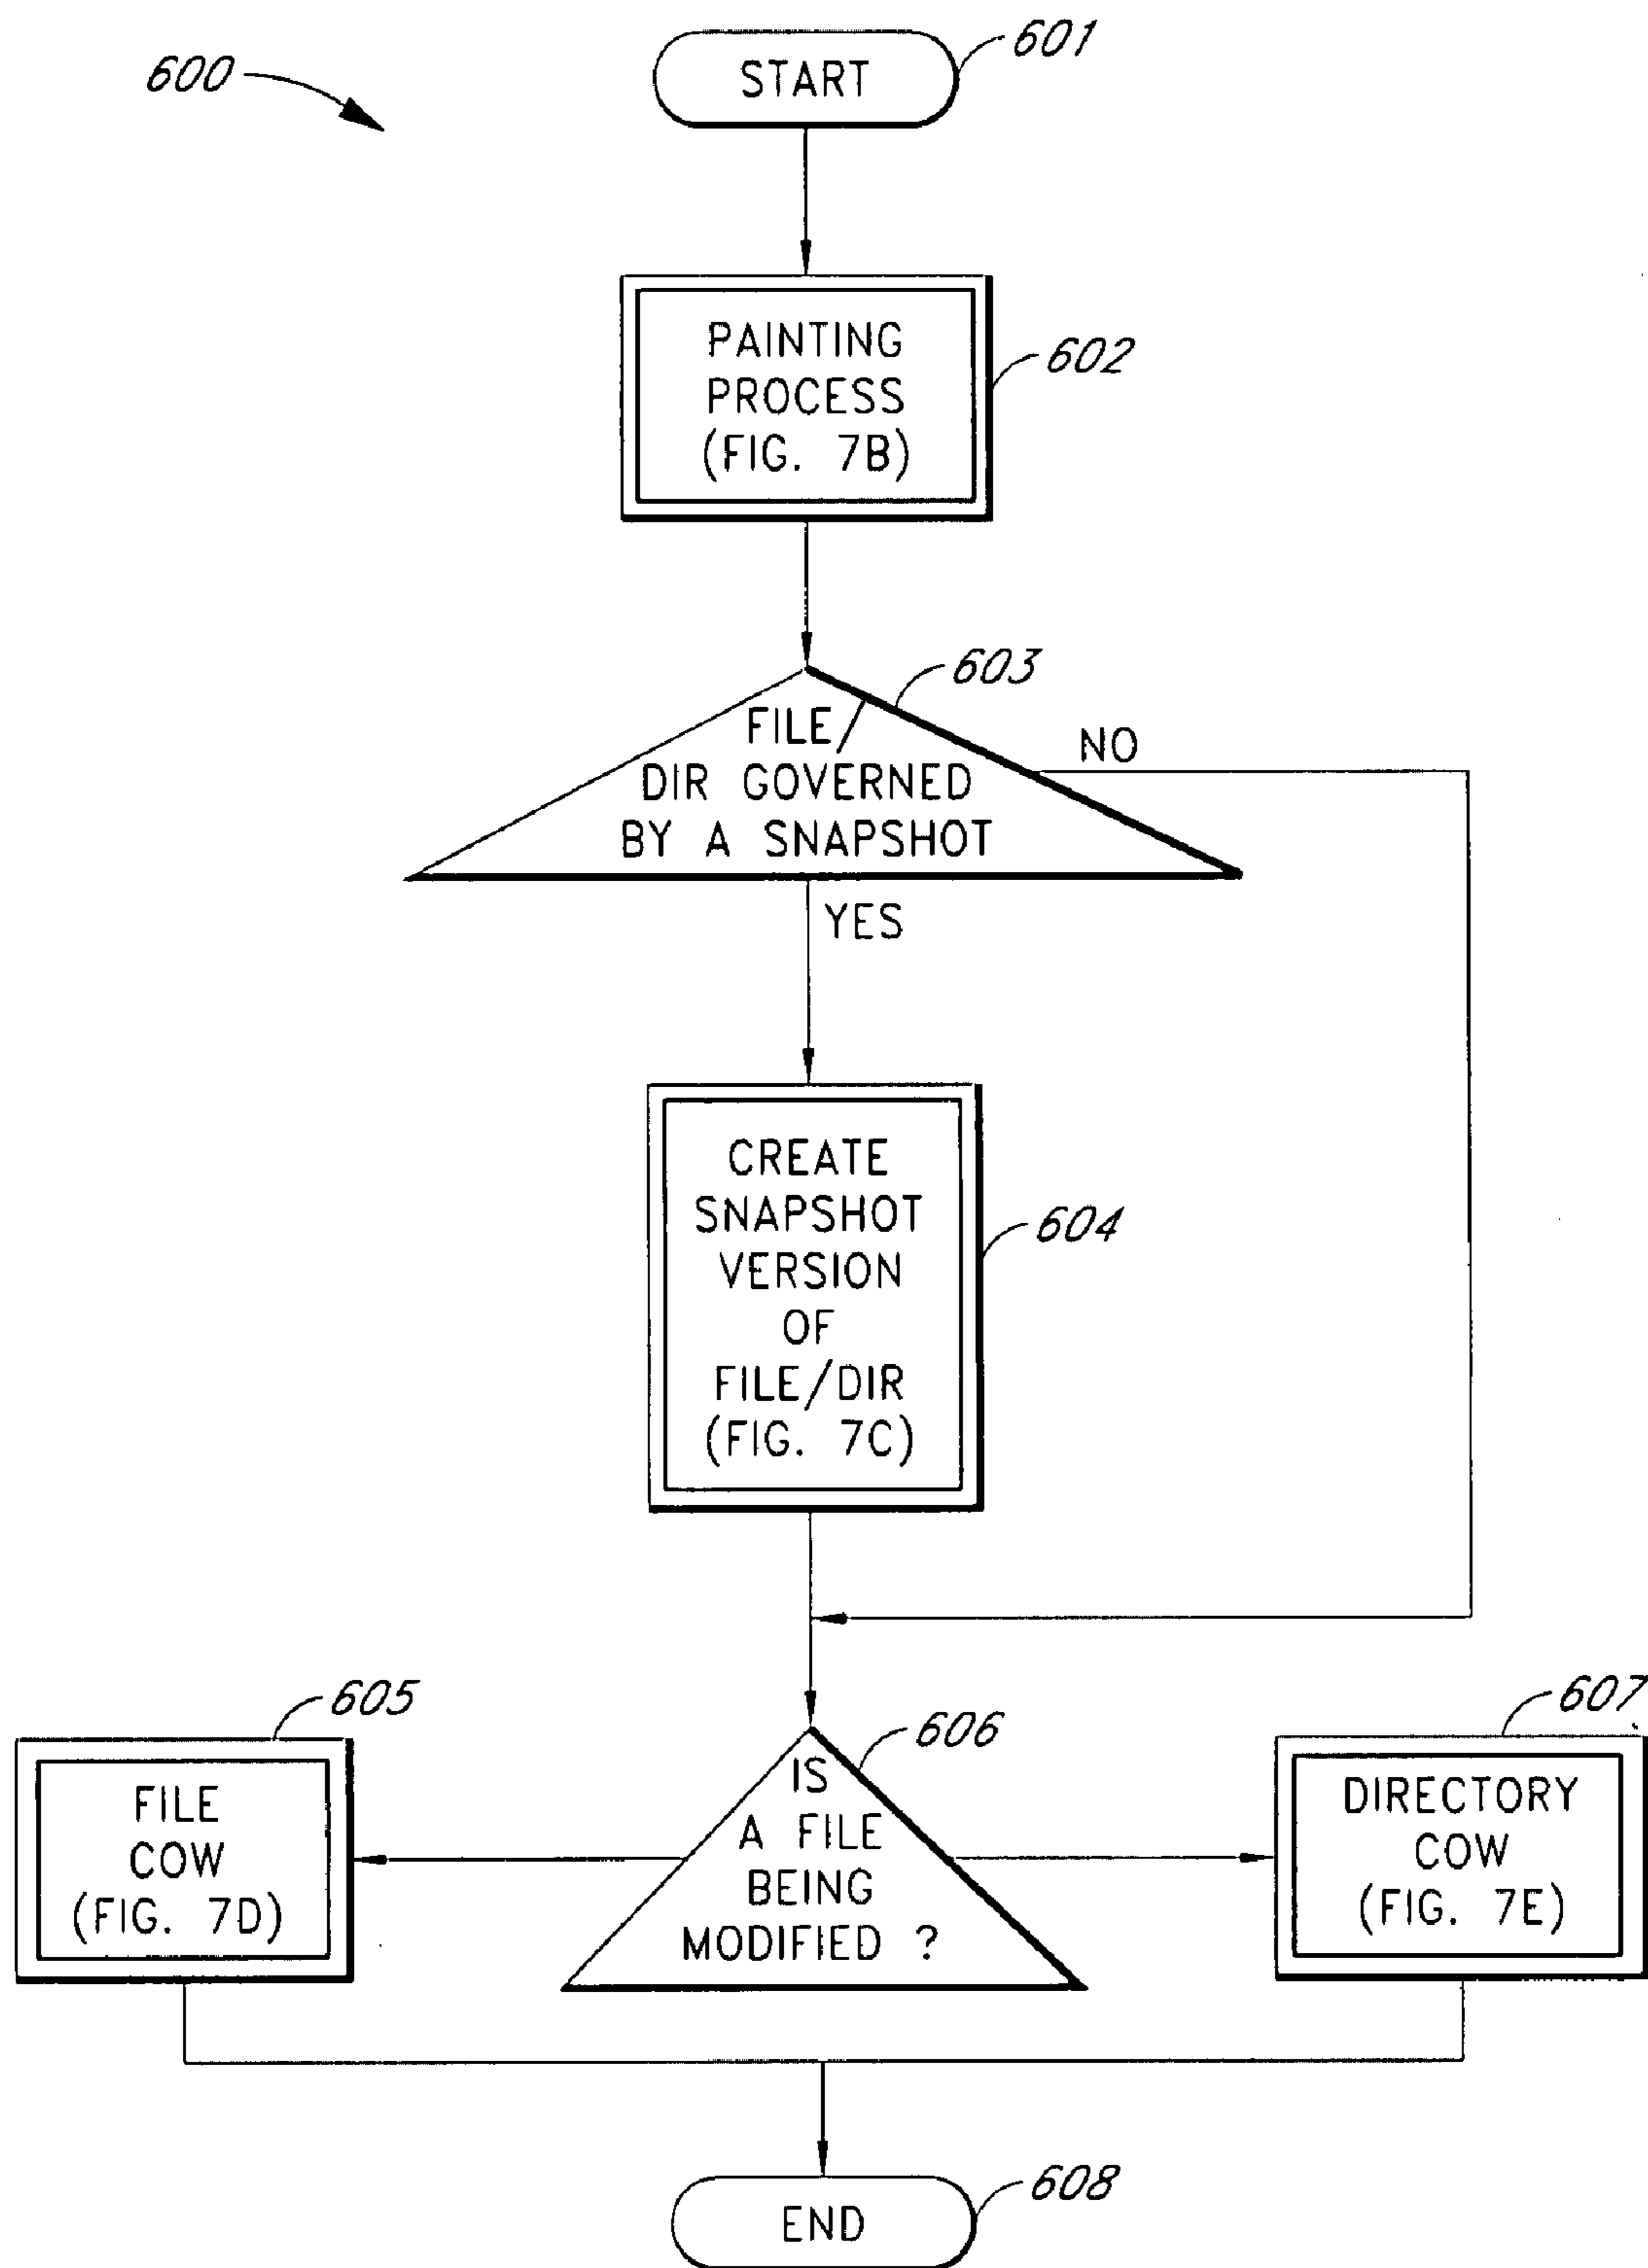 600
START
601
PAINTING
PROCESS
(FIG. 7B)
602
603
FILE/
DIR GOVERNED
BY A SNAPSHOT
NO
YES
CREATE
SNAPSHOT
VERSION
OF
FILE/DIR
(FIG. 7C)
604
605
FILE
COW
(FIG. 7D)
606
IS
A FILE
BEING
MODIFIED ?
607
DIRECTORY
COW
(FIG. 7E)
END
608